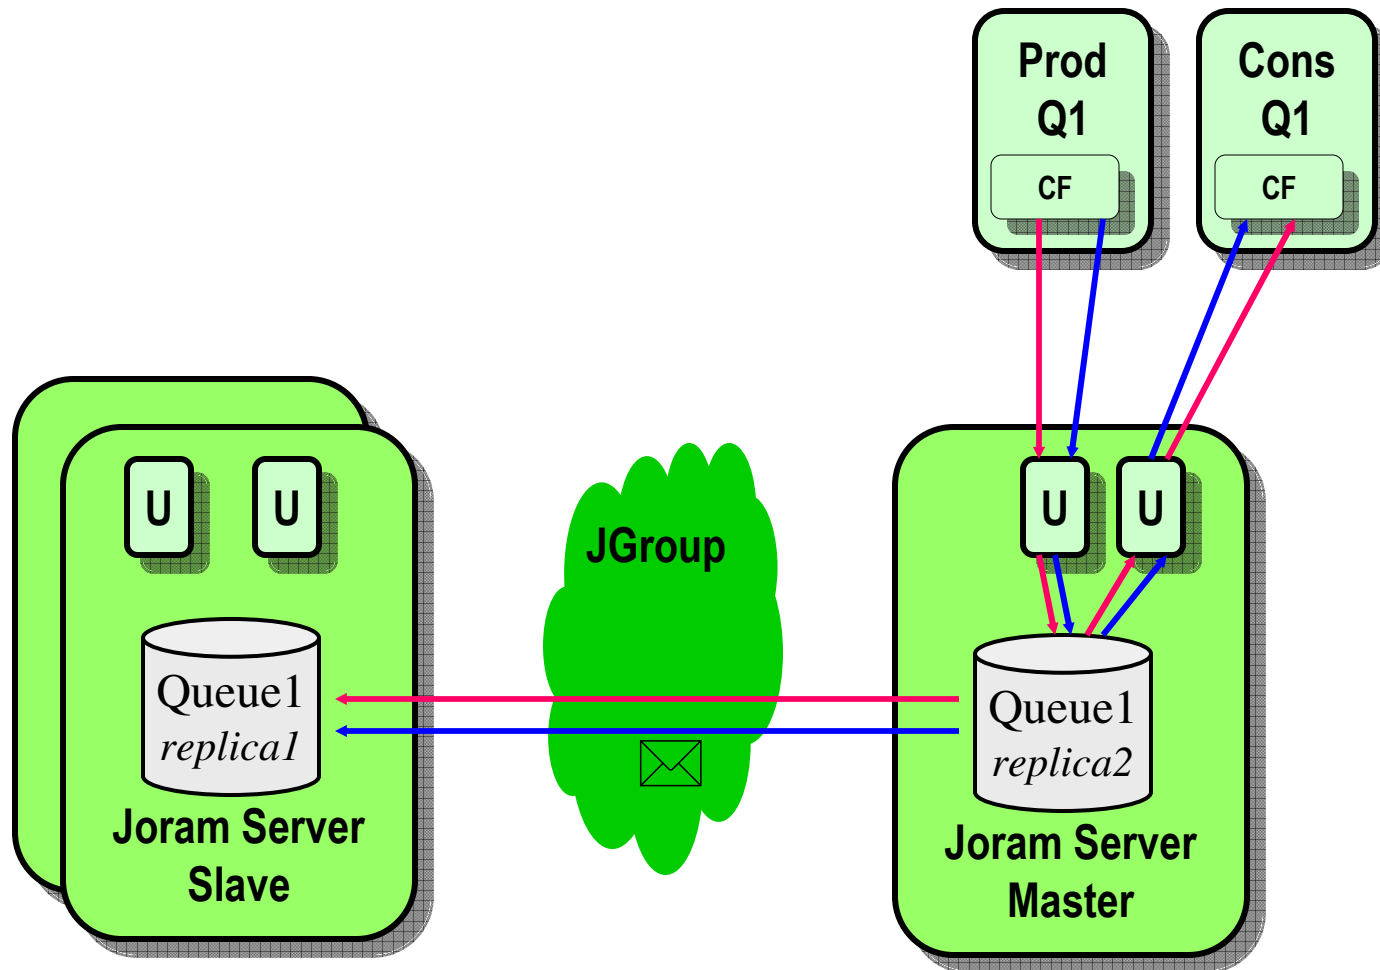 Prod
Q1
CF
Cons
Q1
CF
U
U
Queue1
replica1
Joram Server
Slave
JGroup
U
U
Queue1
replica2
Joram Server
Master